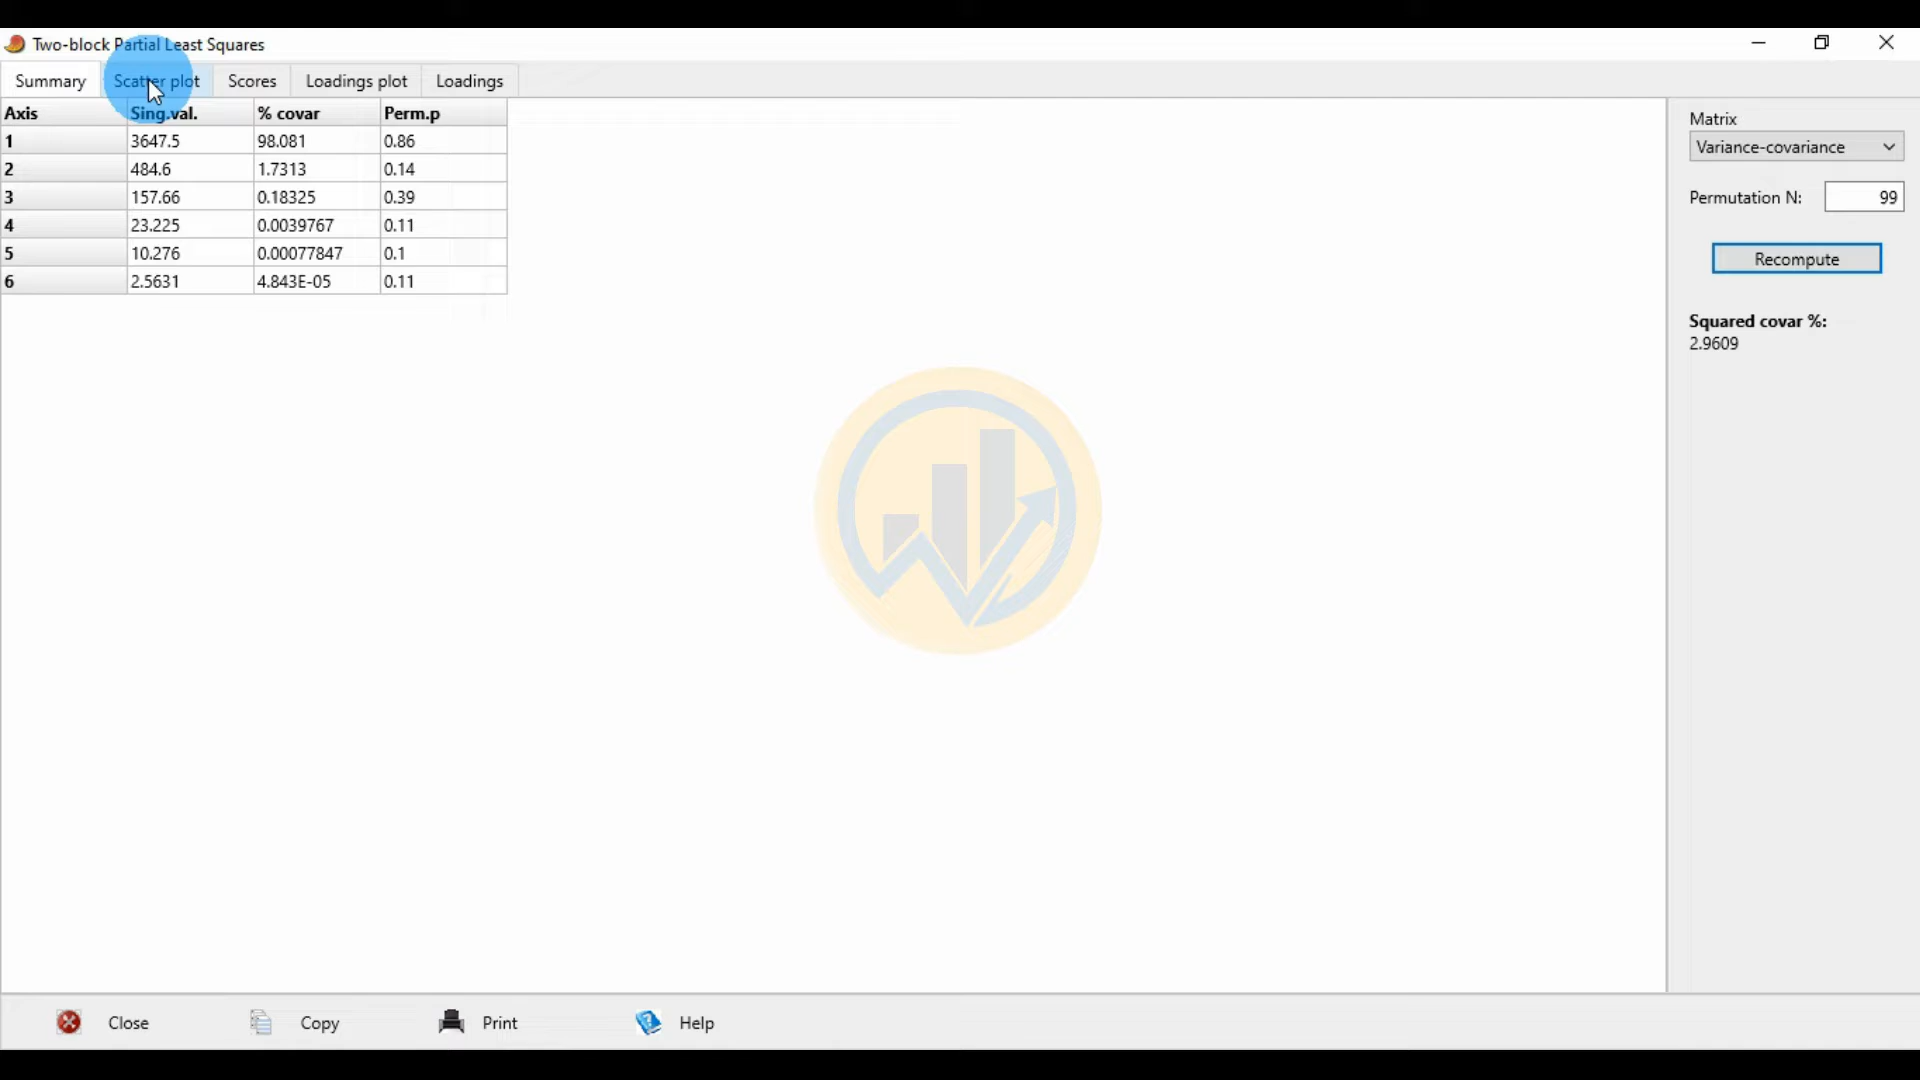 Two-block Partial Least Squares
Summary Scatter plot Scores Loadings plot Loadings
Axis Sing.val. % covar Perm.p
1 3647.5 98.081 0.86
2 484.6 1.7313 0.14
3 157.66 0.18325 0.39
4 23.225 0.0039767 0.11
5 10.276 0.00077847 0.1
6 2.5631 4.843E-05 0.11
Matrix
Variance-covariance
Permutation N: 99
Recompute
Squared covar %:
2.9609
Close Copy Print Help